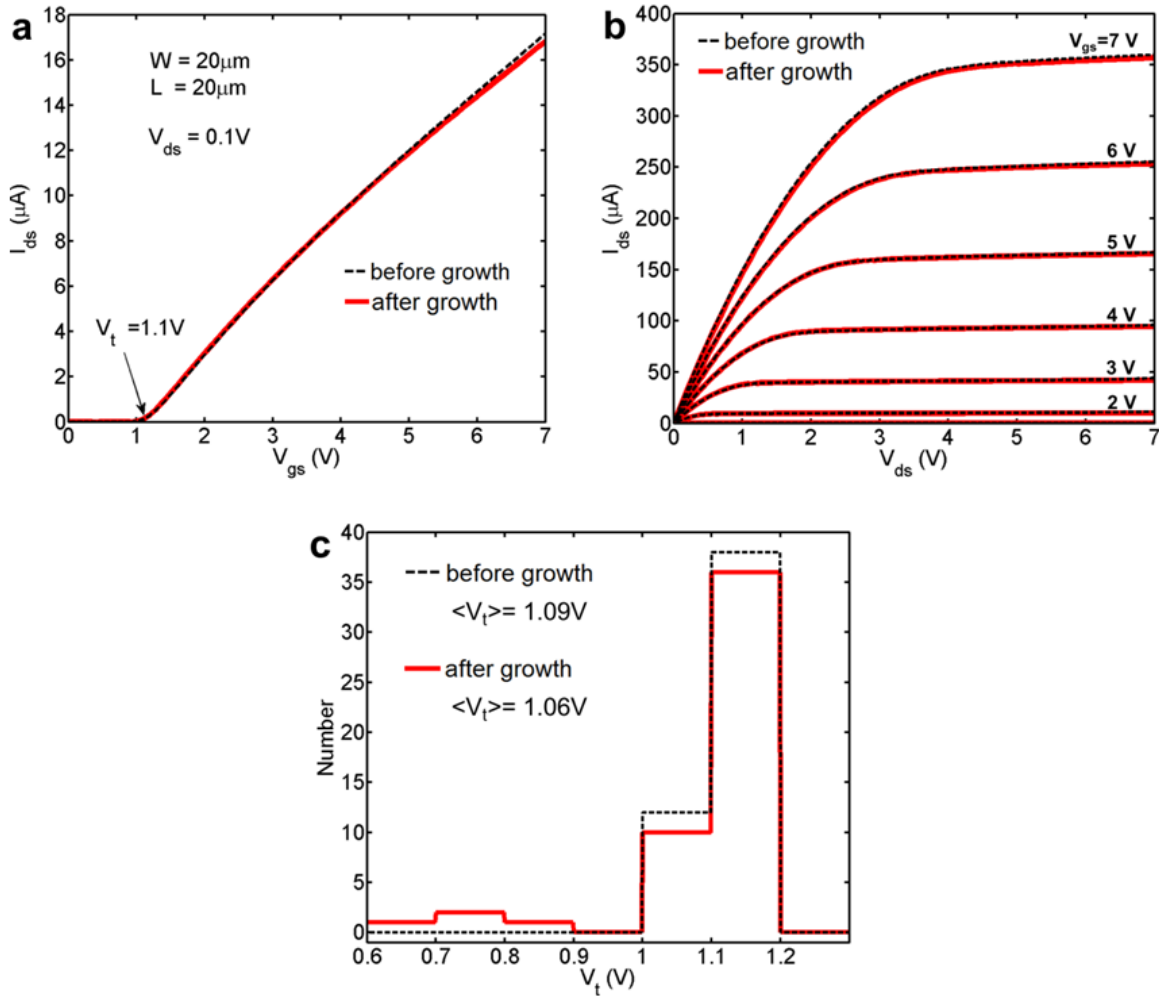 a
18
16
14
12
10
8
6
4
2
0
I_ds (μA)
W = 20μm
L = 20μm
V_ds = 0.1V
before growth
after growth
V_t =1.1V
0 1 2 3 4 5 6 7
V_gs (V)
b
400
350
300
250
200
150
100
50
0
I_ds (μA)
before growth
after growth
V_gs=7 V
6 V
5 V
4 V
3 V
2 V
0 1 2 3 4 5 6 7
V_ds (V)
c
40
35
30
25
20
15
10
5
0
Number
before growth
<V_t>= 1.09V
after growth
<V_t>= 1.06V
0.6 0.7 0.8 0.9 1 1.1 1.2
V_t (V)